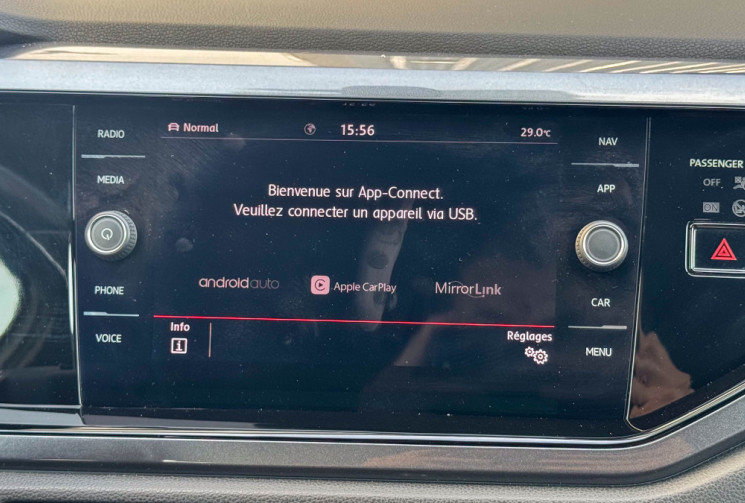 RADIO
MEDIA
PHONE
VOICE
Normal
15:56
29.0°C
Bienvenue sur App-Connect.
Veuillez connecter un appareil via USB.
androidauto
Apple CarPlay
MirrorLink
Info
i
Réglages
NAV
APP
CAR
MENU
PASSENGER
OFF
ON